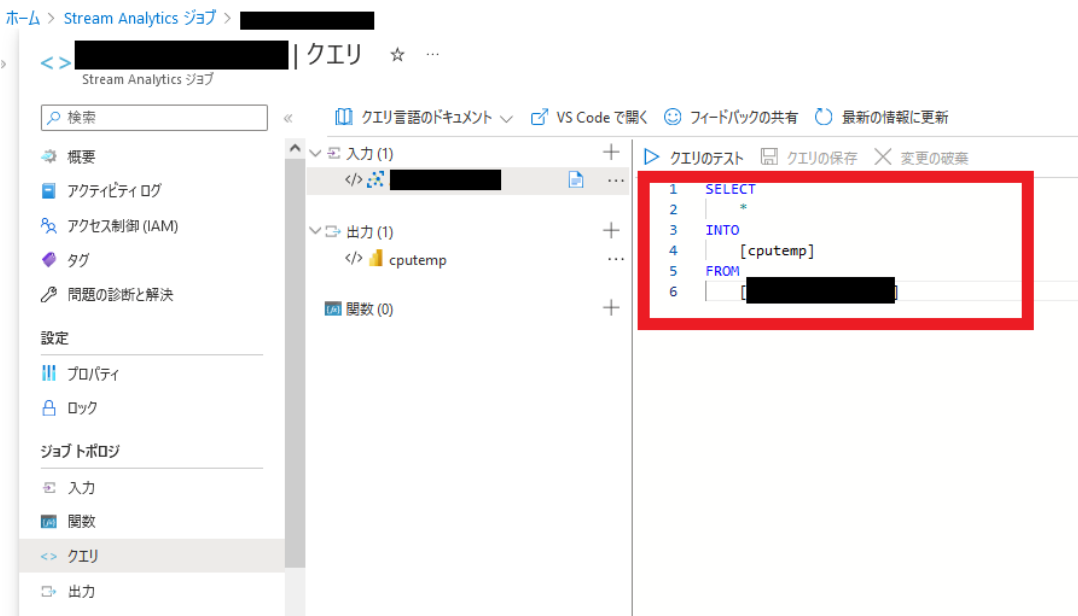 ホーム > Stream Analytics ジョブ >
<> | クエリ ☆ …
Stream Analytics ジョブ
検索 «
クエリ言語のドキュメント VS Code で開く フィードバックの共有 最新の情報に更新
概要
アクティビティ ログ
アクセス制御 (IAM)
タグ
問題の診断と解決
設定
プロパティ
ロック
ジョブ トポロジ
入力
関数
<> クエリ
出力
入力 (1) +
</> …
出力 (1) +
</> cputemp …
関数 (0) +
クエリのテスト クエリの保存 変更の破棄
1 SELECT
2 *
3 INTO
4 [cputemp]
5 FROM
6 [ ]